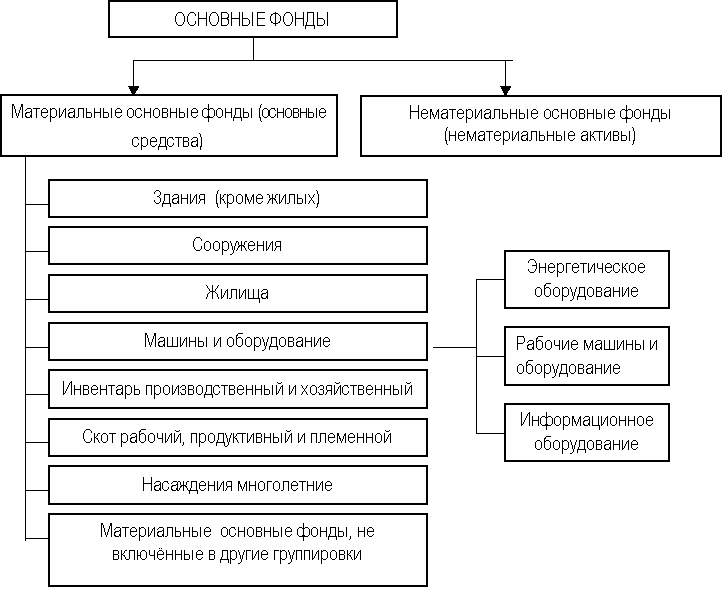 ОСНОВНЫЕ ФОНДЫ
Материальные основные фонды (основные
средства)
Нематериальные основные фонды
(нематериальные активы)
Здания (кроме жилых)
Сооружения
Жилища
Машины и оборудование
Инвентарь производственный и хозяйственный
Скот рабочий, продуктивный и племенной
Насаждения многолетние
Материальные основные фонды, не
включённые в другие группировки
Энергетическое
оборудование
Рабочие машины и
оборудование
Информационное
оборудование